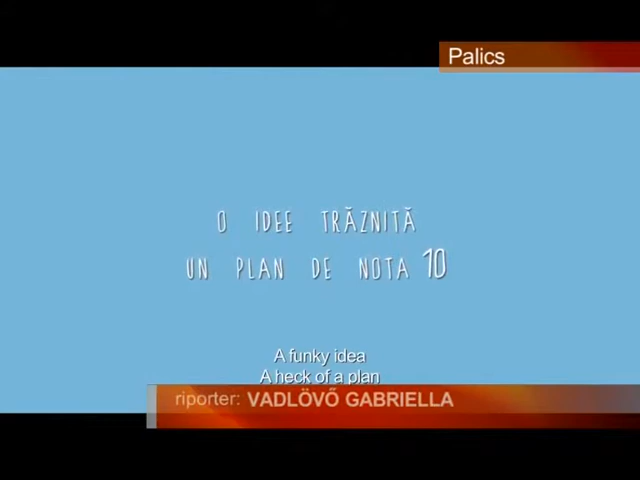 Palics
O IDEE TRĂZNITĂ
UN PLAN DE NOTA 10
A funky idea
A heck of a plan
riporter: VADLÖVŐ GABRIELLA